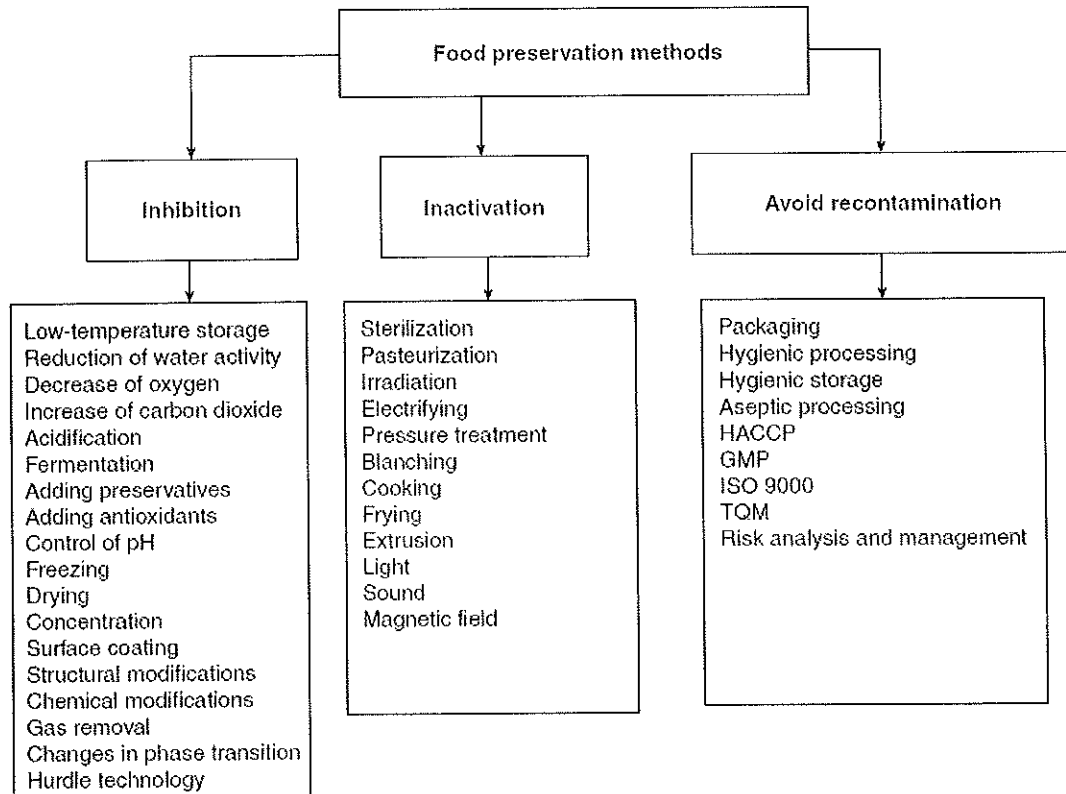 Food preservation methods
Inhibition
Inactivation
Avoid recontamination
Low-temperature storage
Reduction of water activity
Decrease of oxygen
Increase of carbon dioxide
Acidification
Fermentation
Adding preservatives
Adding antioxidants
Control of pH
Freezing
Drying
Concentration
Surface coating
Structural modifications
Chemical modifications
Gas removal
Changes in phase transition
Hurdle technology
Sterilization
Pasteurization
Irradiation
Electrifying
Pressure treatment
Blanching
Cooking
Frying
Extrusion
Light
Sound
Magnetic field
Packaging
Hygienic processing
Hygienic storage
Aseptic processing
HACCP
GMP
ISO 9000
TQM
Risk analysis and management